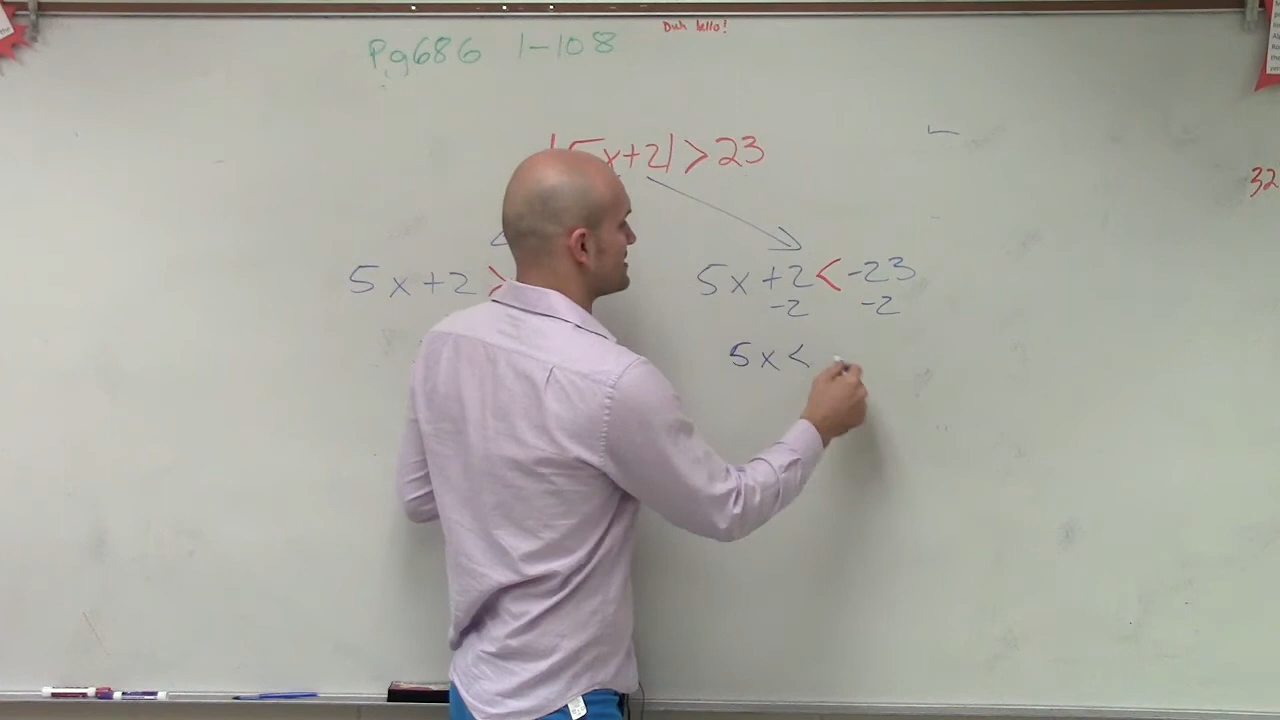 Duh hello!
Pg686 1-108
|5x+2|>23
32
5x+2> 5x+2<-23
-2 -2
5x<